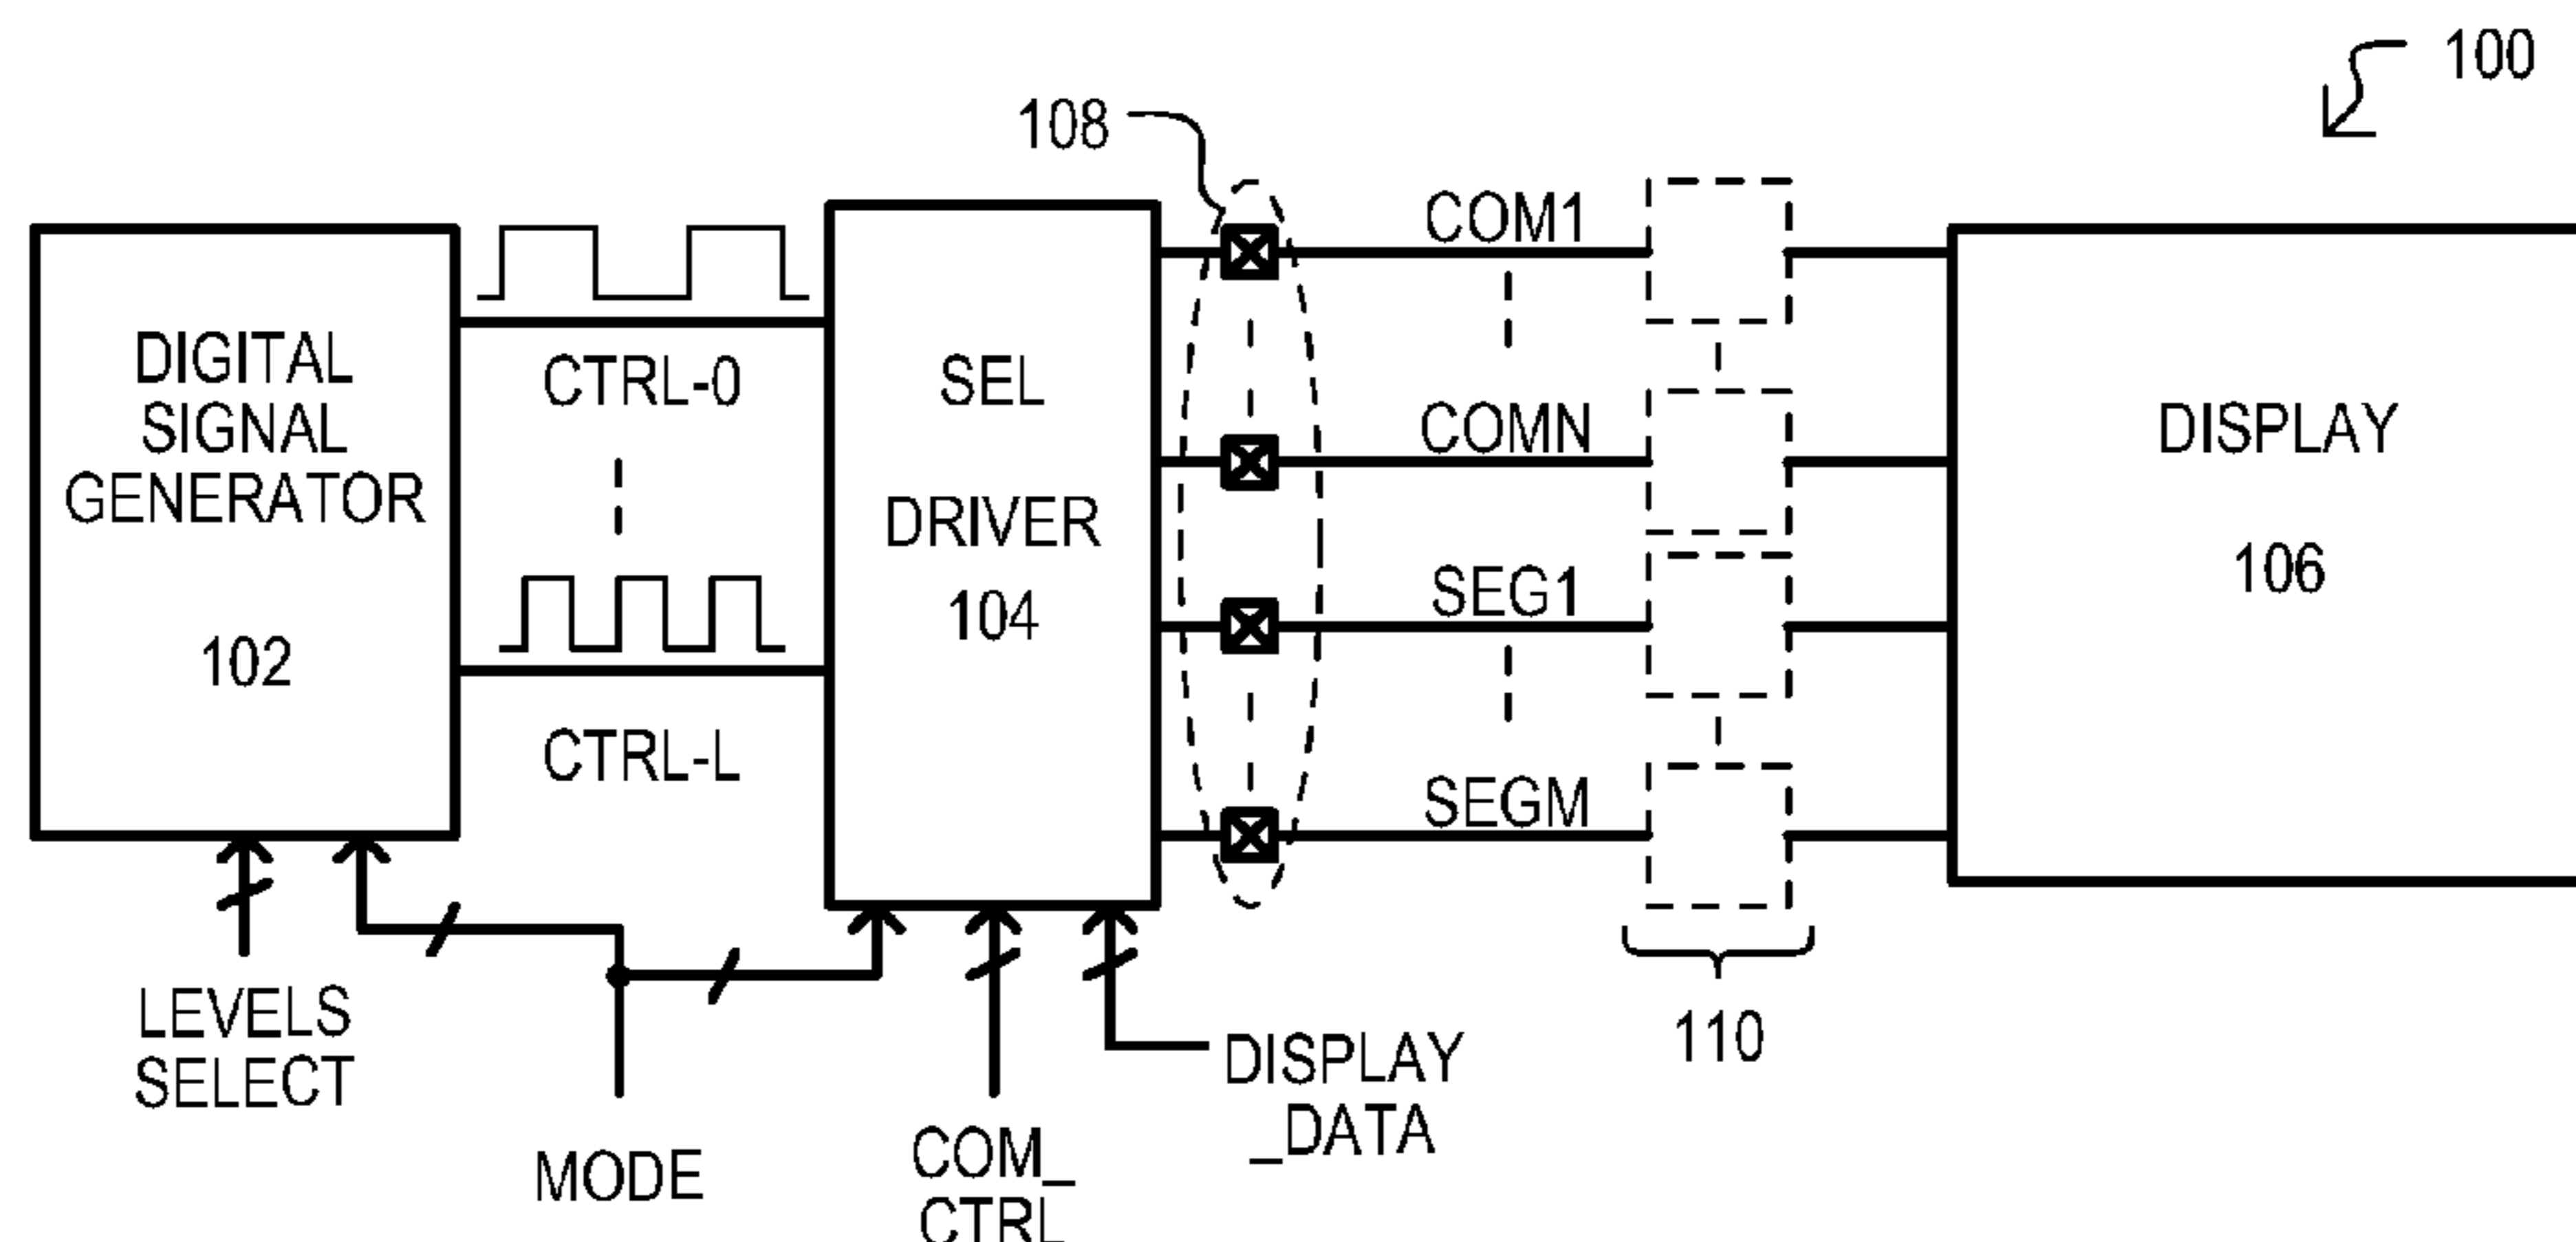 100
108
DIGITAL
SIGNAL
GENERATOR
102
CTRL-0
CTRL-L
SEL
DRIVER
104
COM1
COMN
SEG1
SEGM
DISPLAY
106
110
LEVELS
SELECT
MODE
COM_
CTRL
DISPLAY
_DATA